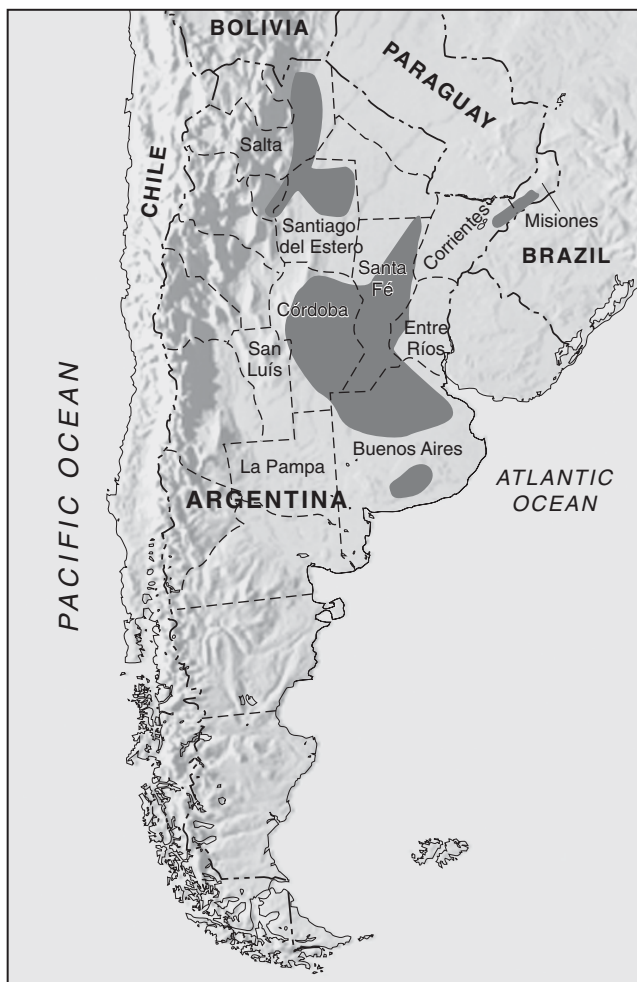 BOLIVIA
PARAGUAY
CHILE
Salta
Corrientes
Misiones
Santiago
del Estero
BRAZIL
Santa
Fé
Córdoba
Entre
Ríos
San
Luís
PACIFIC OCEAN
Buenos Aires
La Pampa
ATLANTIC
OCEAN
ARGENTINA